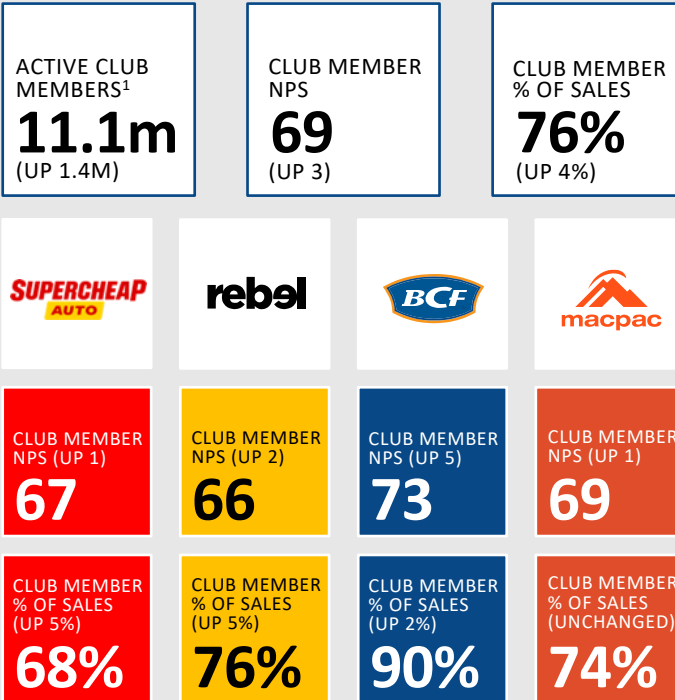 ACTIVE CLUB
MEMBERS¹
11.1m
(UP 1.4M)
CLUB MEMBER
NPS
69
(UP 3)
CLUB MEMBER
% OF SALES
76%
(UP 4%)
SUPERCHEAP
AUTO
rebel
BCF
macpac
CLUB MEMBER
NPS (UP 1)
67
CLUB MEMBER
NPS (UP 2)
66
CLUB MEMBER
NPS (UP 5)
73
CLUB MEMBER
NPS (UP 1)
69
CLUB MEMBER
% OF SALES
(UP 5%)
68%
CLUB MEMBER
% OF SALES
(UP 5%)
76%
CLUB MEMBER
% OF SALES
(UP 2%)
90%
CLUB MEMBER
% OF SALES
(UNCHANGED)
74%